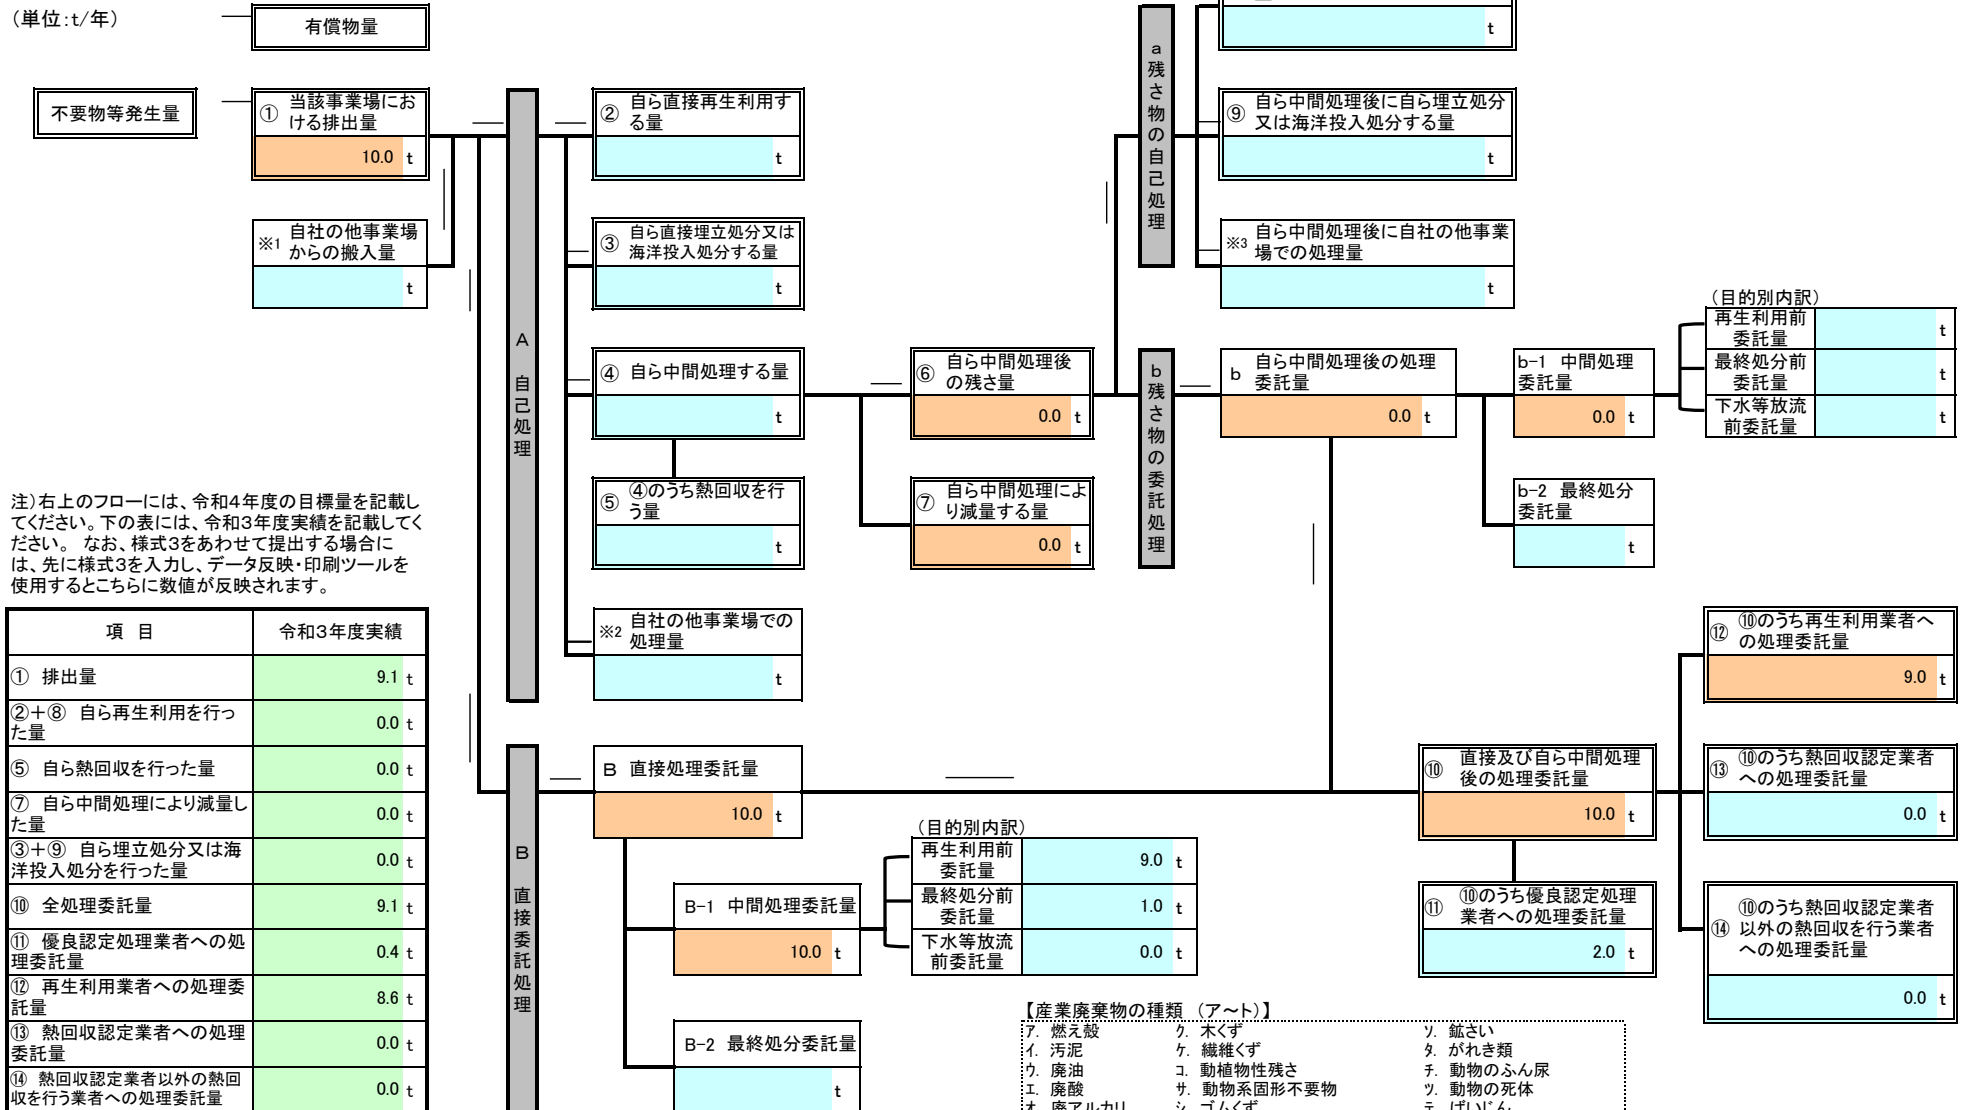 (単位:t/年)
有償物量
t
不要物等発生量
① 当該事業場にお
ける排出量
10.0 t
※1 自社の他事業場
からの搬入量
t
A 自己処理
② 自ら直接再生利用す
る量
t
③ 自ら直接埋立処分又は
海洋投入処分する量
t
④ 自ら中間処理する量
t
⑤ ④のうち熱回収を行
う量
t
※2 自社の他事業場での
処理量
t
⑥ 自ら中間処理後
の残さ量
0.0 t
⑦ 自ら中間処理によ
り減量する量
0.0 t
a 残さ物の自己処理
⑨ 自ら中間処理後に自ら埋立処分
又は海洋投入処分する量
t
※3 自ら中間処理後に自社の他事業
場での処理量
t
b 残さ物の委託処理
b 自ら中間処理後の処理
委託量
0.0 t
b-1 中間処理
委託量
0.0 t
b-2 最終処分
委託量
t
(目的別内訳)
再生利用前
委託量
t
最終処分前
委託量
t
下水等放流
前委託量
t
注)右上のフローには、令和4年度の目標量を記載し
てください。下の表には、令和3年度実績を記載してく
ださい。 なお、様式3をあわせて提出する場合に
は、先に様式3を入力し、データ反映・印刷ツールを
使用するとこちらに数値が反映されます。
項 目 令和3年度実績
① 排出量 9.1 t
②+⑧ 自ら再生利用を行っ
た量 0.0 t
⑤ 自ら熱回収を行った量 0.0 t
⑦ 自ら中間処理により減量し
た量 0.0 t
③+⑨ 自ら埋立処分又は海
洋投入処分を行った量 0.0 t
⑩ 全処理委託量 9.1 t
⑪ 優良認定処理業者への処
理委託量 0.4 t
⑫ 再生利用業者への処理委
託量 8.6 t
⑬ 熱回収認定業者への処理
委託量 0.0 t
⑭ 熱回収認定業者以外の熱回
収を行う業者への処理委託量 0.0 t
B 直接委託処理
B 直接処理委託量
10.0 t
B-1 中間処理委託量
10.0 t
B-2 最終処分委託量
t
(目的別内訳)
再生利用前
委託量 9.0 t
最終処分前
委託量 1.0 t
下水等放流
前委託量 0.0 t
⑩ 直接及び自ら中間処理
後の処理委託量
10.0 t
⑪ ⑩のうち優良認定処理
業者への処理委託量
2.0 t
⑫ ⑩のうち再生利用業者へ
の処理委託量
9.0 t
⑬ ⑩のうち熱回収認定業者
への処理委託量
0.0 t
⑭ ⑩のうち熱回収認定業者
以外の熱回収を行う業者
への処理委託量
0.0 t
【産業廃棄物の種類 (ア~ト)】
ア. 燃え殻 ク. 木くず ソ. 鉱さい
イ. 汚泥 ケ. 繊維くず タ. がれき類
ウ. 廃油 コ. 動植物性残さ チ. 動物のふん尿
エ. 廃酸 サ. 動物系固形不要物 ツ. 動物の死体
オ. 廃アルカリ シ. ゴムくず テ. ばいじん